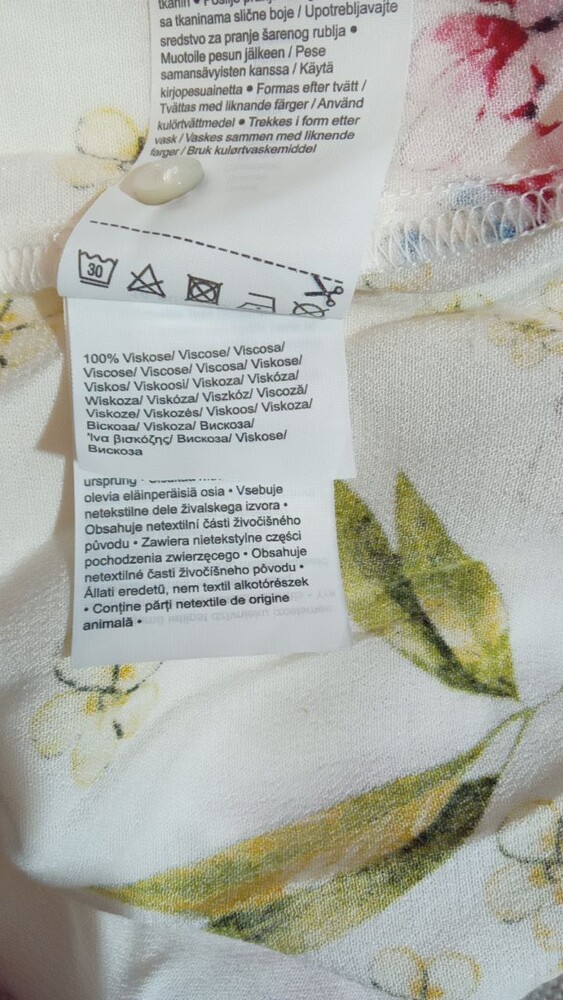 tkanin •
sa tkaninama slične boje / Upotrebljavajte
sredstvo za pranje šarenog rublja •
Muotoile pesun jälkeen / Pese
samansävyisten kanssa / Käytä
kirjopesuainetta • Formas efter tvätt /
Tvättas med liknande färger / Använd
kulörtvättmedel • Trekkes i form etter
vask / Vaskes sammen med liknende
farger / Bruk kulørtvaskemiddel
30
100% Viskose/ Viscose/ Viscosa/
Viscose/ Viscose/ Viscosa/ Viskose/
Viskos/ Viskoosi/ Viskoza/ Viskóza/
Wiskoza/ Viskóza/ Viszkóz/ Viscoză/
Viskoze/ Viskozės/ Viskoos/ Viskoza/
Віскоза/ Viskoza/ Вискоза/
Ίνα βισκόζης/ Вискоза/ Viskose/
Вискоза
ursprung •
olevia eläinperäisiä osia • Vsebuje
netekstilne dele živalskega izvora •
Obsahuje netextilní části živočišného
původu • Zawiera nietekstylne części
pochodzenia zwierzęcego • Obsahuje
netextilné časti živočíšneho pôvodu •
Állati eredetű, nem textil alkotórészek
• Conține părți netextile de origine
animală •